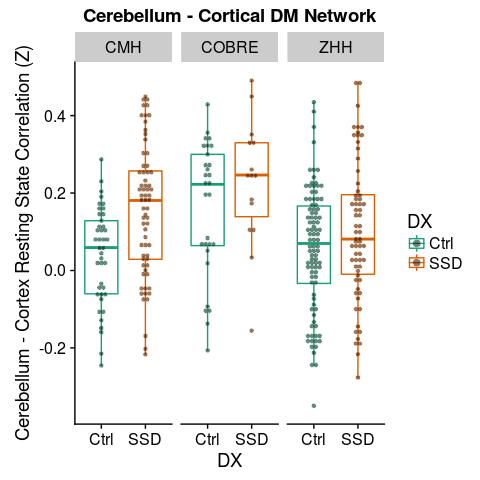 Cerebellum - Cortical DM Network
CMH COBRE ZHH
Cerebellum - Cortex Resting State Correlation (Z)
0.4
0.2
0.0
-0.2
Ctrl SSD Ctrl SSD Ctrl SSD
DX
DX
Ctrl
SSD